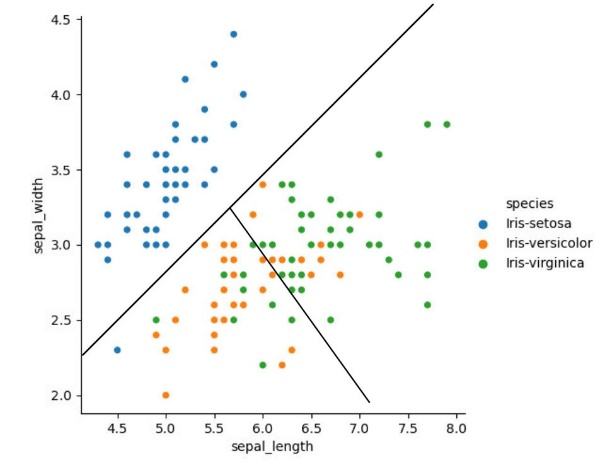 4.5
4.0
3.5
3.0
2.5
2.0
sepal_width
4.5 5.0 5.5 6.0 6.5 7.0 7.5 8.0
sepal_length
species
Iris-setosa
Iris-versicolor
Iris-virginica